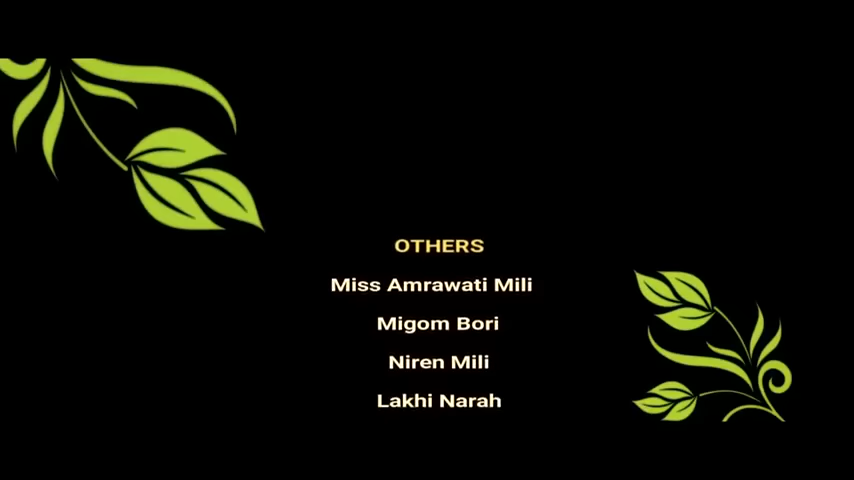 OTHERS
Miss Amrawati Mili
Migom Bori
Niren Mili
Lakhi Narah